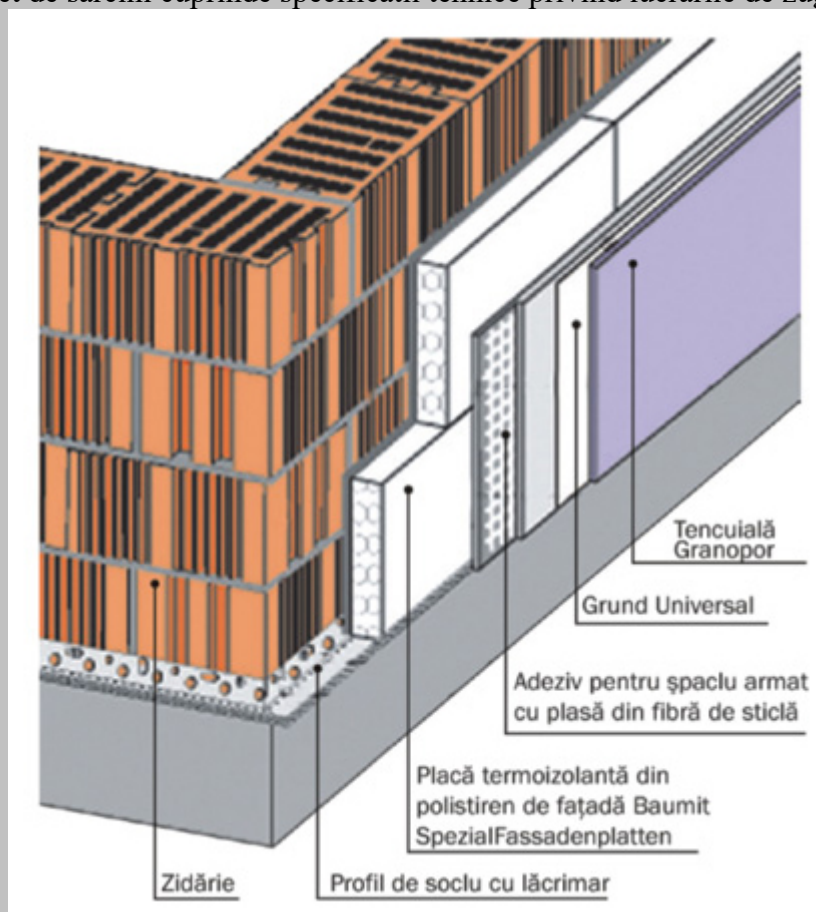 Tencuială
Granopor
Grund Universal
Adeziv pentru şpaclu armat
cu plasă din fibră de sticlă
Placă termoizolantă din
polistiren de faţadă Baumit
SpezialFassadenplatten
Zidărie
Profil de soclu cu lăcrimar